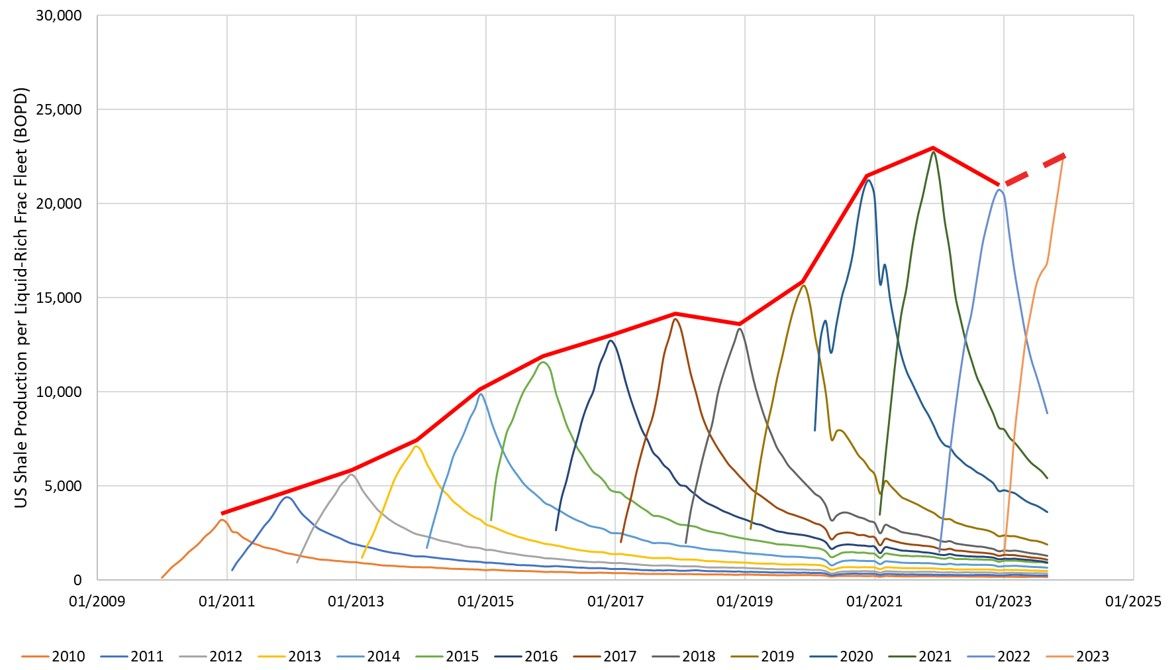 US Shale Production per Liquid-Rich Frac Fleet (BOPD)
30,000
25,000
20,000
15,000
10,000
5,000
0
01/2009 01/2011 01/2013 01/2015 01/2017 01/2019 01/2021 01/2023 01/2025
2010 2011 2012 2013 2014 2015 2016 2017 2018 2019 2020 2021 2022 2023